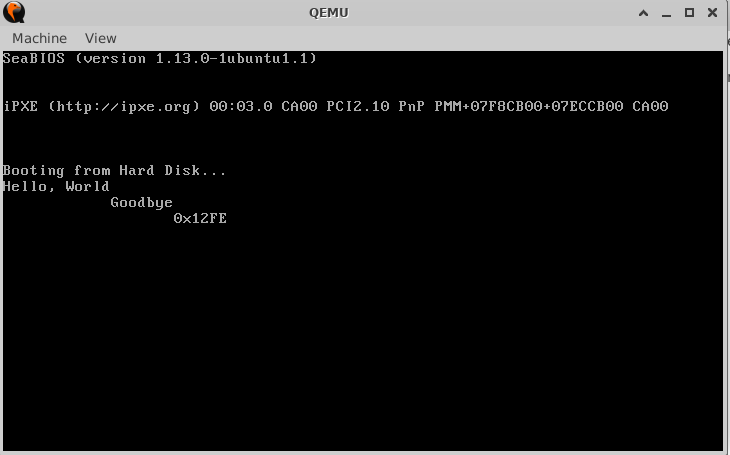 QEMU
Machine View
SeaBIOS (version 1.13.0-1ubuntu1.1)
iPXE (http://ipxe.org) 00:03.0 CA00 PCI2.10 PnP PMM+07F8CB00+07ECCB00 CA00
Booting from Hard Disk...
Hello, World
Goodbye
0x12FE